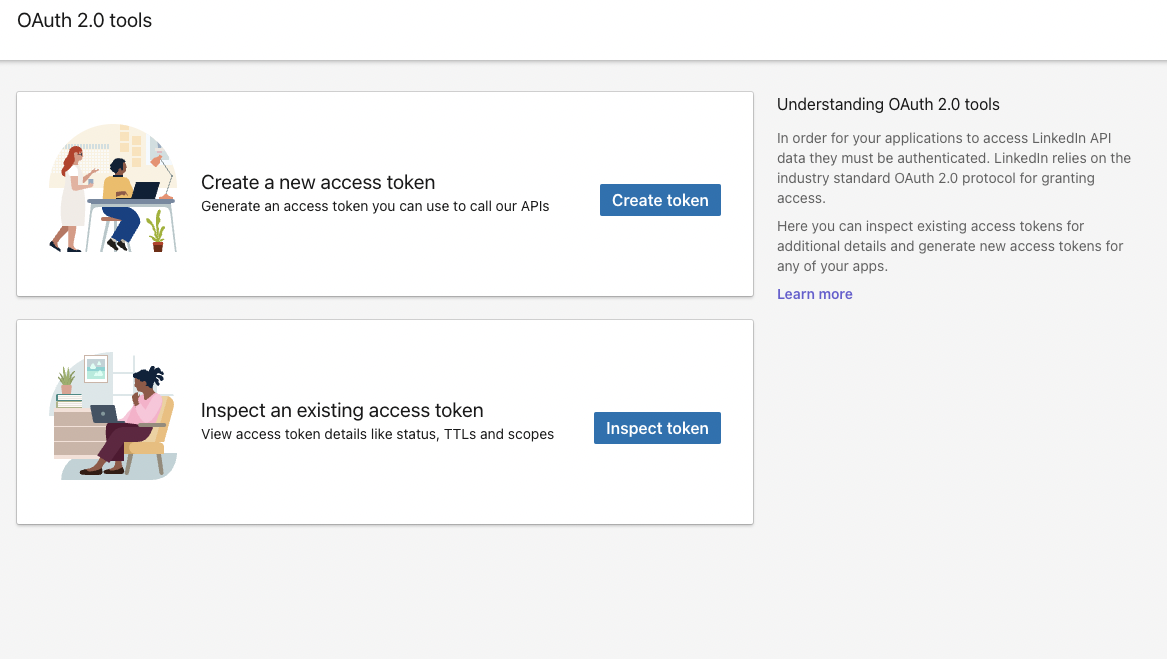 OAuth 2.0 tools
Create a new access token
Generate an access token you can use to call our APIs
Create token
Inspect an existing access token
View access token details like status, TTLs and scopes
Inspect token
Understanding OAuth 2.0 tools
In order for your applications to access LinkedIn API
data they must be authenticated. LinkedIn relies on the
industry standard OAuth 2.0 protocol for granting
access.
Here you can inspect existing access tokens for
additional details and generate new access tokens for
any of your apps.
Learn more